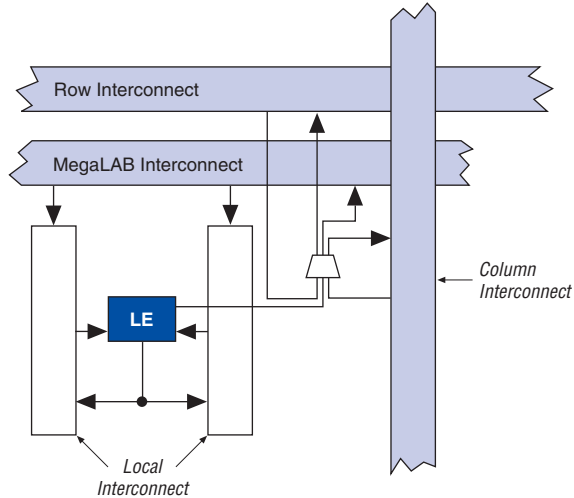 Row Interconnect
MegaLAB Interconnect
Column
Interconnect
LE
Local
Interconnect